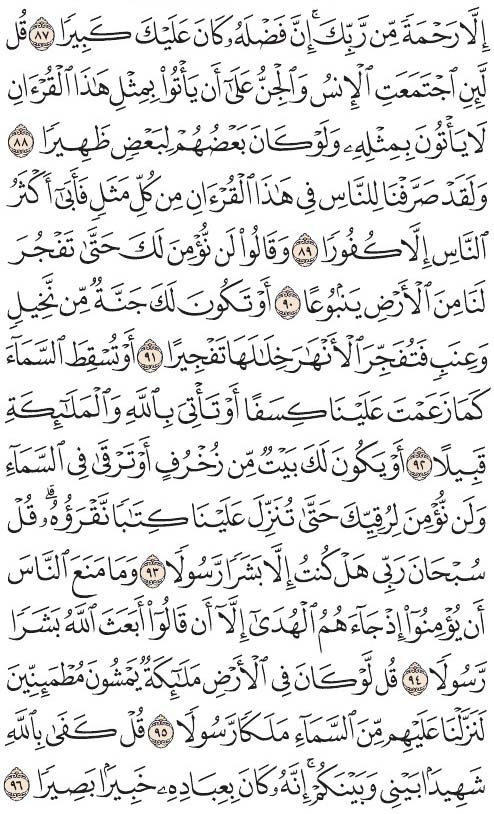 إِلَّا رَحْمَةً مِّن رَّبِّكَ ۚ إِنَّ فَضْلَهُۥ كَانَ عَلَيْكَ كَبِيرًا ٨٧ قُل
لَّئِنِ ٱجْتَمَعَتِ ٱلْإِنسُ وَٱلْجِنُّ عَلَىٰٓ أَن يَأْتُوا۟ بِمِثْلِ هَٰذَا ٱلْقُرْءَانِ
لَا يَأْتُونَ بِمِثْلِهِۦ وَلَوْ كَانَ بَعْضُهُمْ لِبَعْضٍ ظَهِيرًا ٨٨
وَلَقَدْ صَرَّفْنَا لِلنَّاسِ فِى هَٰذَا ٱلْقُرْءَانِ مِن كُلِّ مَثَلٍ فَأَبَىٰٓ أَكْثَرُ
ٱلنَّاسِ إِلَّا كُفُورًا ٨٩ وَقَالُوا۟ لَن نُّؤْمِنَ لَكَ حَتَّىٰ تَفْجُرَ
لَنَا مِنَ ٱلْأَرْضِ يَنۢبُوعًا ٩٠ أَوْ تَكُونَ لَكَ جَنَّةٌ مِّن نَّخِيلٍ
وَعِنَبٍ فَتُفَجِّرَ ٱلْأَنْهَٰرَ خِلَٰلَهَا تَفْجِيرًا ٩١ أَوْ تُسْقِطَ ٱلسَّمَآءَ
كَمَا زَعَمْتَ عَلَيْنَا كِسَفًا أَوْ تَأْتِىَ بِٱللَّهِ وَٱلْمَلَٰٓئِكَةِ
قَبِيلًا ٩٢ أَوْ يَكُونَ لَكَ بَيْتٌ مِّن زُخْرُفٍ أَوْ تَرْقَىٰ فِى ٱلسَّمَآءِ
وَلَن نُّؤْمِنَ لِرُقِيِّكَ حَتَّىٰ تُنَزِّلَ عَلَيْنَا كِتَٰبًا نَّقْرَؤُهُۥ ۗ قُلْ
سُبْحَانَ رَبِّى هَلْ كُنتُ إِلَّا بَشَرًا رَّسُولًا ٩٣ وَمَا مَنَعَ ٱلنَّاسَ
أَن يُؤْمِنُوٓا۟ إِذْ جَآءَهُمُ ٱلْهُدَىٰٓ إِلَّآ أَن قَالُوٓا۟ أَبَعَثَ ٱللَّهُ بَشَرًا
رَّسُولًا ٩٤ قُل لَّوْ كَانَ فِى ٱلْأَرْضِ مَلَٰٓئِكَةٌ يَمْشُونَ مُطْمَئِنِّينَ
لَنَزَّلْنَا عَلَيْهِم مِّنَ ٱلسَّمَآءِ مَلَكًا رَّسُولًا ٩٥ قُلْ كَفَىٰ بِٱللَّهِ
شَهِيدًۢا بَيْنِى وَبَيْنَكُمْ ۚ إِنَّهُۥ كَانَ بِعِبَادِهِۦ خَبِيرًۢا بَصِيرًا ٩٦